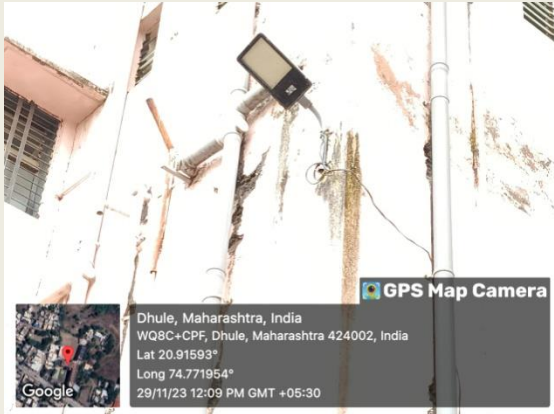 GPS Map Camera
Dhule, Maharashtra, India
WQ8C+CPF, Dhule, Maharashtra 424002, India
Lat 20.91593°
Long 74.771954°
29/11/23 12:09 PM GMT +05:30
Google